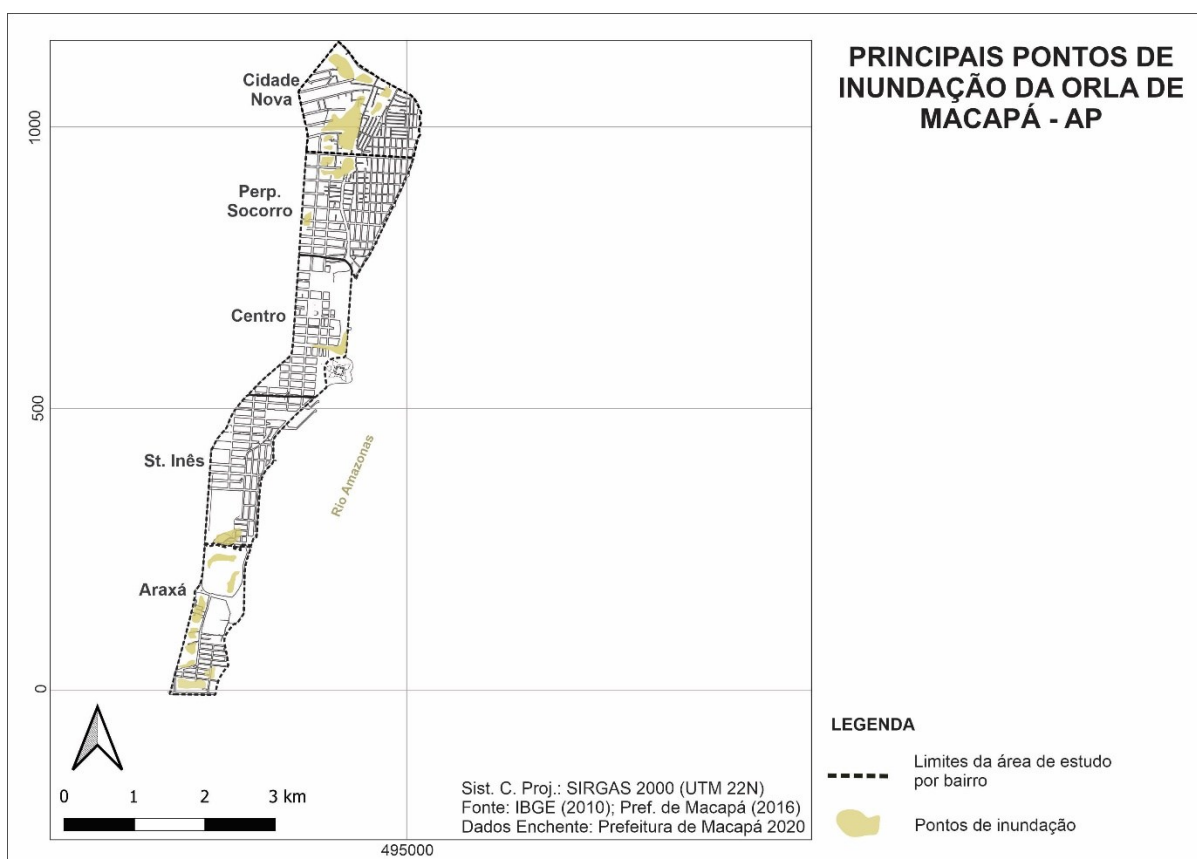 PRINCIPAIS PONTOS DE
INUNDAÇÃO DA ORLA DE
MACAPÁ - AP
Cidade
Nova
1000
Perp.
Socorro
Centro
500
St. Inês
Rio Amazonas
Araxá
0
LEGENDA
Limites da área de estudo
por bairro
Pontos de inundação
0 1 2 3 km
Sist. C. Proj.: SIRGAS 2000 (UTM 22N)
Fonte: IBGE (2010); Pref. de Macapá (2016)
Dados Enchente: Prefeitura de Macapá 2020
495000